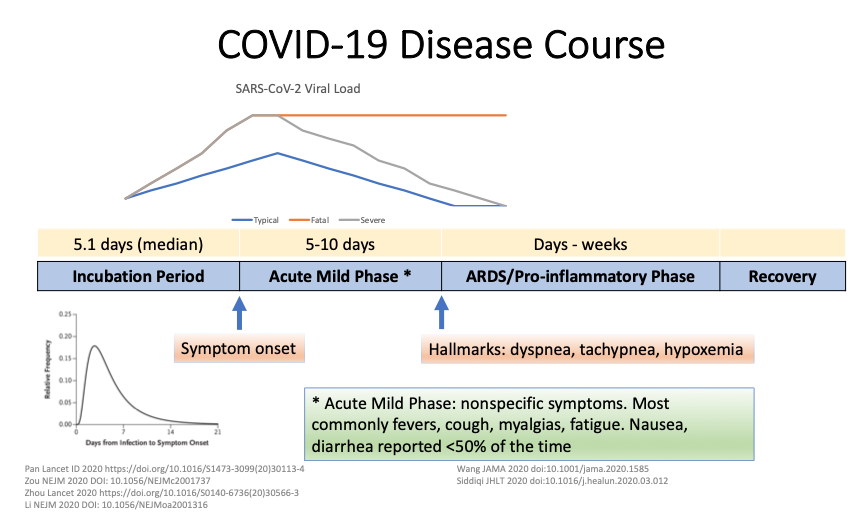 COVID-19 Disease Course
SARS-CoV-2 Viral Load
Typical Fatal Severe
5.1 days (median) 5-10 days Days - weeks
Incubation Period Acute Mild Phase * ARDS/Pro-inflammatory Phase Recovery
Symptom onset
Hallmarks: dyspnea, tachypnea, hypoxemia
0.25
0.20
0.15
0.10
0.05
0.00
Relative Frequency
0 7 14 21
Days from Infection to Symptom Onset
* Acute Mild Phase: nonspecific symptoms. Most
commonly fevers, cough, myalgias, fatigue. Nausea,
diarrhea reported <50% of the time
Pan Lancet ID 2020 https://doi.org/10.1016/S1473-3099(20)30113-4
Zou NEJM 2020 DOI: 10.1056/NEJMc2001737
Zhou Lancet 2020 https://doi.org/10.1016/S0140-6736(20)30566-3
Li NEJM 2020 DOI: 10.1056/NEJMoa2001316
Wang JAMA 2020 doi:10.1001/jama.2020.1585
Siddiqi JHLT 2020 doi:10.1016/j.healun.2020.03.012